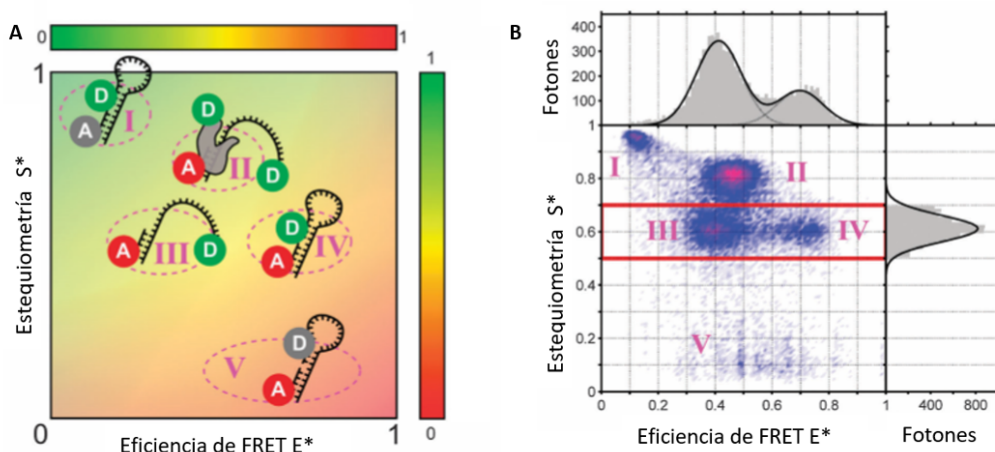 A
0
1
1
Estequiometría S*
D
A
I
D
A
II
D
A
III
D
D
A
IV
D
V
A
0
0
1
Eficiencia de FRET E*
B
Fotones
400
300
200
100
1
I
II
0.8
III
IV
0.6
0.4
V
0.2
0
Estequiometría S*
0
0.2
0.4
0.6
0.8
1
1
400
800
Eficiencia de FRET E*
Fotones